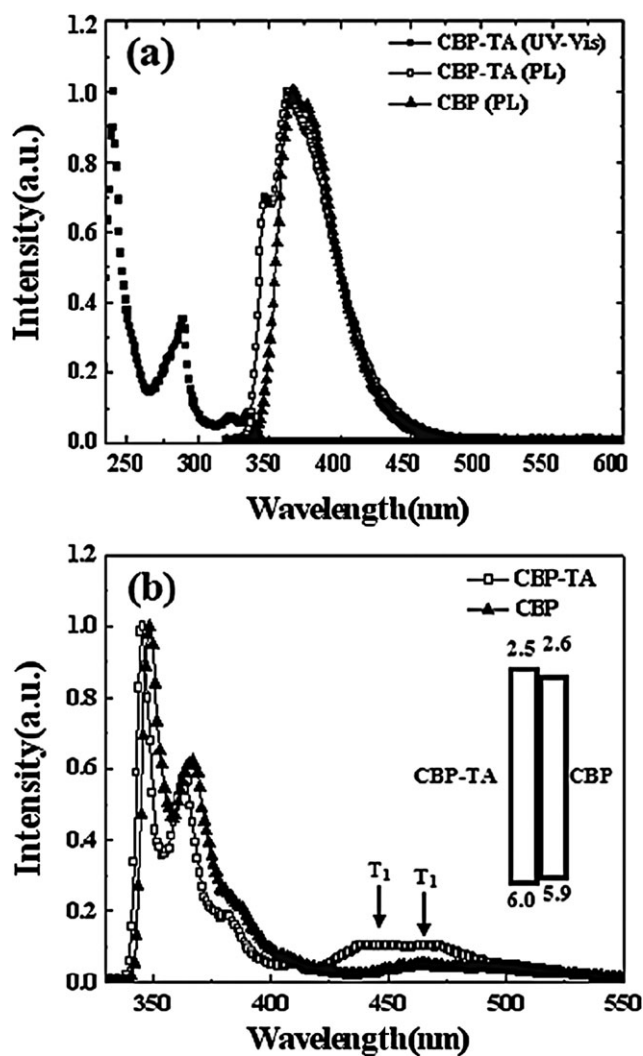 1.2
(a)
CBP-TA (UV-Vis)
CBP-TA (PL)
CBP (PL)
1.0
0.8
0.6
0.4
0.2
0.0
Intensity(a.u.)
250 300 350 400 450 500 550 600
Wavelength(nm)
1.2
(b)
CBP-TA
CBP
2.5 2.6
1.0
0.8
0.6
0.4
0.2
0.0
Intensity(a.u.)
CBP-TA CBP
T1 T1
6.0 5.9
350 400 450 500 550
Wavelength(nm)